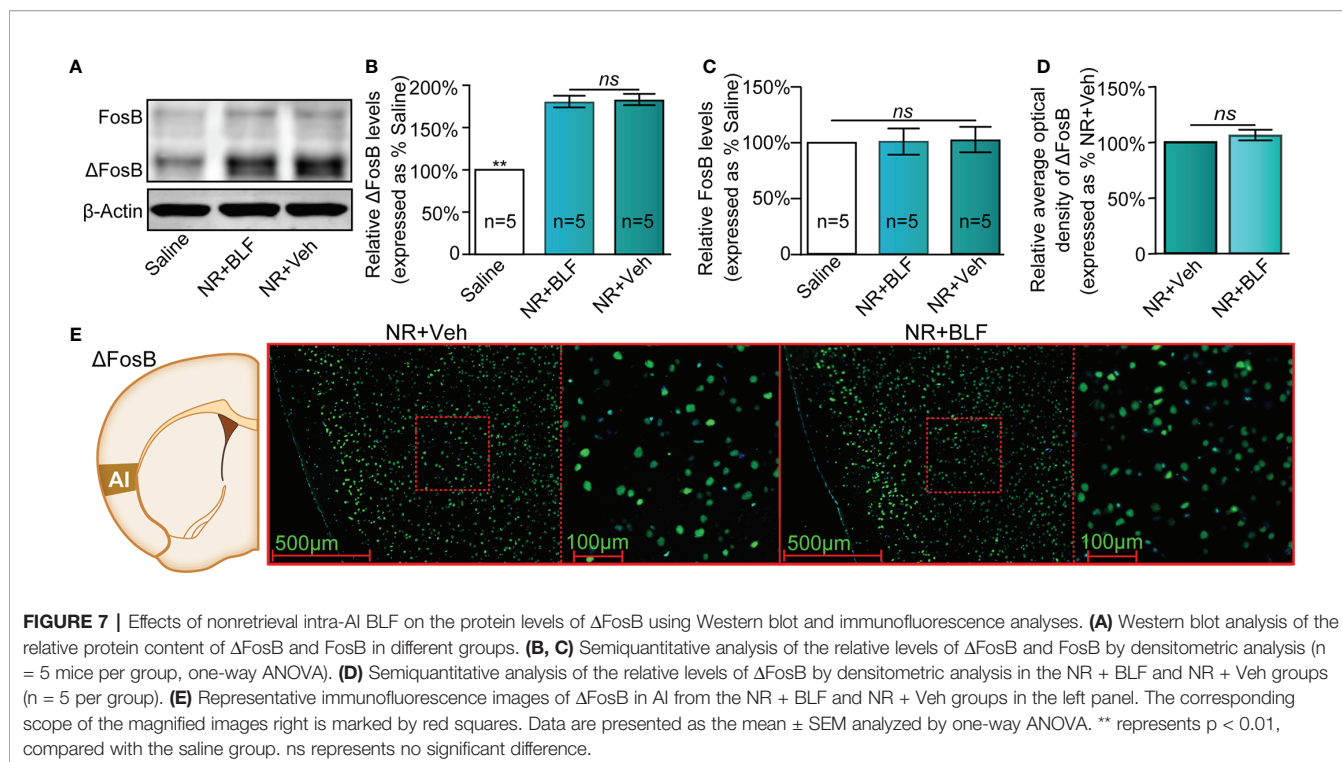 A
FosB
ΔFosB
β-Actin
Saline
NR+BLF
NR+Veh
B
Relative ΔFosB levels
(expressed as % Saline)
200%
150%
100%
50%
0
ns
**
n=5
n=5
n=5
Saline
NR+BLF
NR+Veh
C
Relative FosB levels
(expressed as % Saline)
150%
100%
50%
0
ns
n=5
n=5
n=5
Saline
NR+BLF
NR+Veh
D
Relative average optical
density of ΔFosB
(expressed as % NR+Veh)
150%
100%
50%
0
ns
NR+Veh
NR+BLF
E
ΔFosB
AI
NR+Veh
NR+BLF
500μm
100μm
500μm
100μm
FIGURE 7 | Effects of nonretrieval intra-AI BLF on the protein levels of ΔFosB using Western blot and immunofluorescence analyses. (A) Western blot analysis of the
relative protein content of ΔFosB and FosB in different groups. (B, C) Semiquantitative analysis of the relative levels of ΔFosB and FosB by densitometric analysis (n
= 5 mice per group, one-way ANOVA). (D) Semiquantitative analysis of the relative levels of ΔFosB by densitometric analysis in the NR + BLF and NR + Veh groups
(n = 5 per group). (E) Representative immunofluorescence images of ΔFosB in AI from the NR + BLF and NR + Veh groups in the left panel. The corresponding
scope of the magnified images right is marked by red squares. Data are presented as the mean ± SEM analyzed by one-way ANOVA. ** represents p < 0.01,
compared with the saline group. ns represents no significant difference.